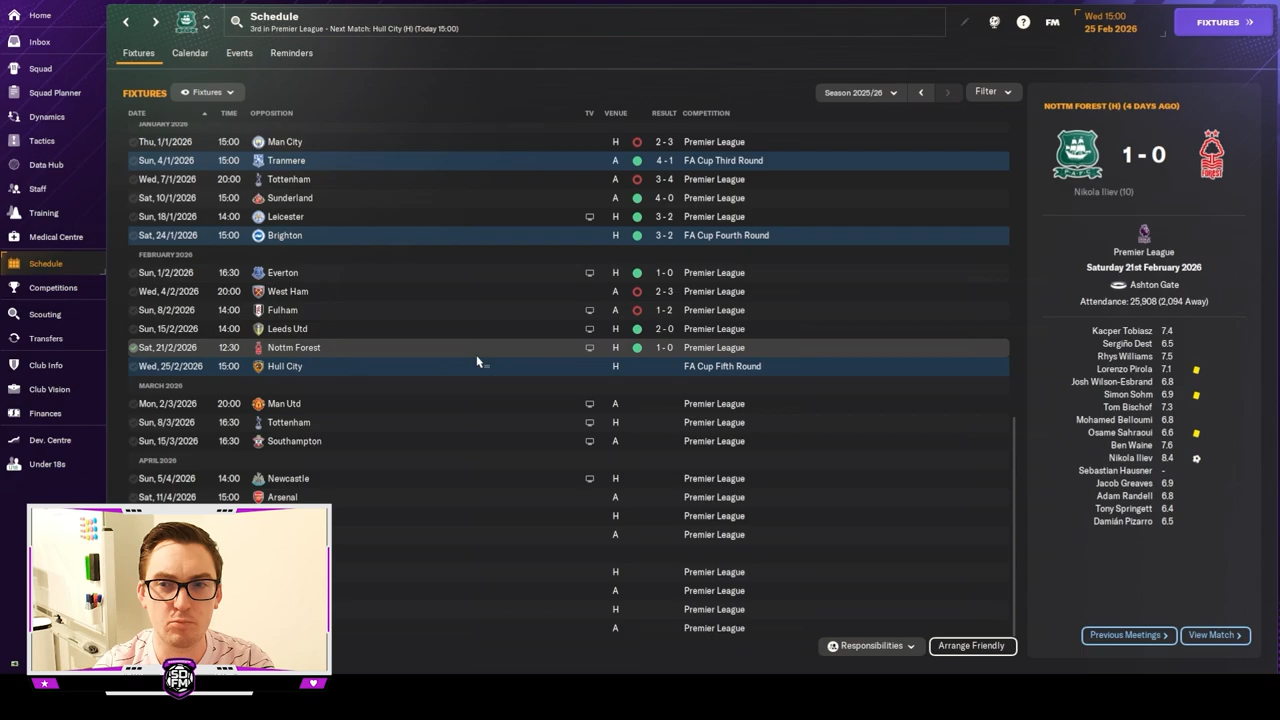 Home
Inbox
Squad
Squad Planner
Dynamics
Tactics
Data Hub
Staff
Training
Medical Centre
Schedule
Competitions
Scouting
Transfers
Club Info
Club Vision
Finances
Dev. Centre
Under 18s
Schedule
3rd in Premier League - Next Match: Hull City (H) (Today 15:00)
FM
Wed 15:00
25 Feb 2026
FIXTURES
Fixtures Calendar Events Reminders
FIXTURES Fixtures
Season 2025/26
Filter
DATE TIME OPPOSITION TV VENUE RESULT COMPETITION
JANUARY 2026
Thu, 1/1/2026 15:00 Man City H 2 - 3 Premier League
Sun, 4/1/2026 15:00 Tranmere A 4 - 1 FA Cup Third Round
Wed, 7/1/2026 20:00 Tottenham A 3 - 4 Premier League
Sat, 10/1/2026 15:00 Sunderland A 4 - 0 Premier League
Sun, 18/1/2026 14:00 Leicester H 3 - 2 Premier League
Sat, 24/1/2026 15:00 Brighton H 3 - 2 FA Cup Fourth Round
FEBRUARY 2026
Sun, 1/2/2026 16:30 Everton H 1 - 0 Premier League
Wed, 4/2/2026 20:00 West Ham H 2 - 3 Premier League
Sun, 8/2/2026 14:00 Fulham A 1 - 2 Premier League
Sun, 15/2/2026 14:00 Leeds Utd H 2 - 0 Premier League
Sat, 21/2/2026 12:30 Nottm Forest H 1 - 0 Premier League
Wed, 25/2/2026 15:00 Hull City H FA Cup Fifth Round
MARCH 2026
Mon, 2/3/2026 20:00 Man Utd A Premier League
Sun, 8/3/2026 16:30 Tottenham H Premier League
Sun, 15/3/2026 16:30 Southampton A Premier League
APRIL 2026
Sun, 5/4/2026 14:00 Newcastle H Premier League
Sat, 11/4/2026 15:00 Arsenal A Premier League
H Premier League
A Premier League
H Premier League
A Premier League
H Premier League
A Premier League
Responsibilities
Arrange Friendly
NOTTM FOREST (H) (4 DAYS AGO)
1 - 0
P.A.F.C.
FOREST
Nikola Iliev (10)
Premier League
Saturday 21st February 2026
Ashton Gate
Attendance: 25,908 (2,094 Away)
Kacper Tobiasz 7.4
Sergiño Dest 6.5
Rhys Williams 7.5
Lorenzo Pirola 7.1
Josh Wilson-Esbrand 6.8
Simon Sohm 6.9
Tom Bischof 7.3
Mohamed Belloumi 6.8
Osame Sahraoui 6.6
Ben Waine 7.6
Nikola Iliev 8.4
Sebastian Hausner -
Jacob Greaves 6.9
Adam Randell 6.8
Tony Springett 6.4
Damián Pizarro 6.5
Previous Meetings
View Match
SD
FM